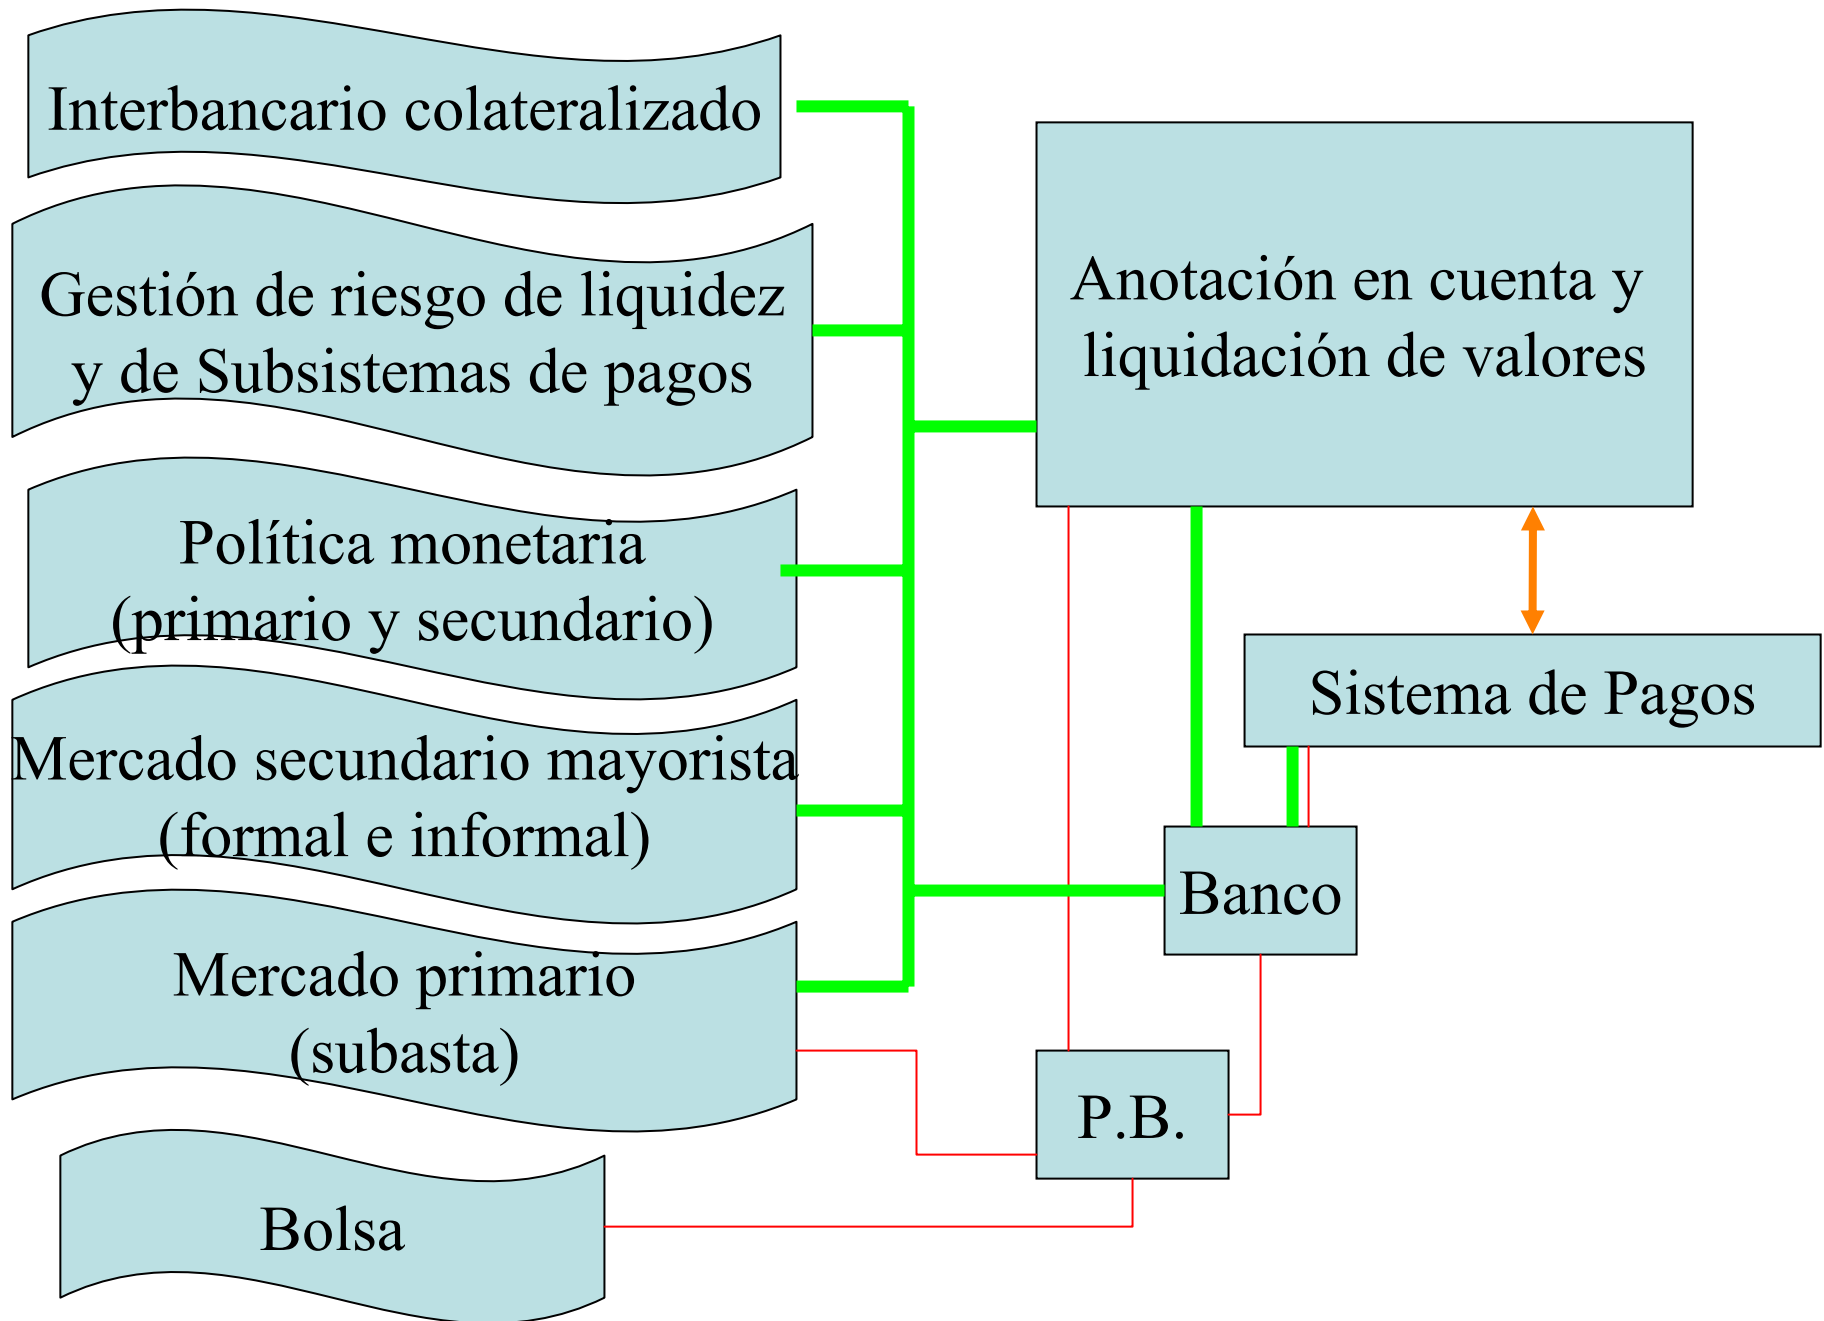 Interbancario colateralizado
Gestión de riesgo de liquidez
y de Subsistemas de pagos
Política monetaria
(primario y secundario)
Mercado secundario mayorista
(formal e informal)
Mercado primario
(subasta)
Bolsa
Anotación en cuenta y
liquidación de valores
Sistema de Pagos
Banco
P.B.